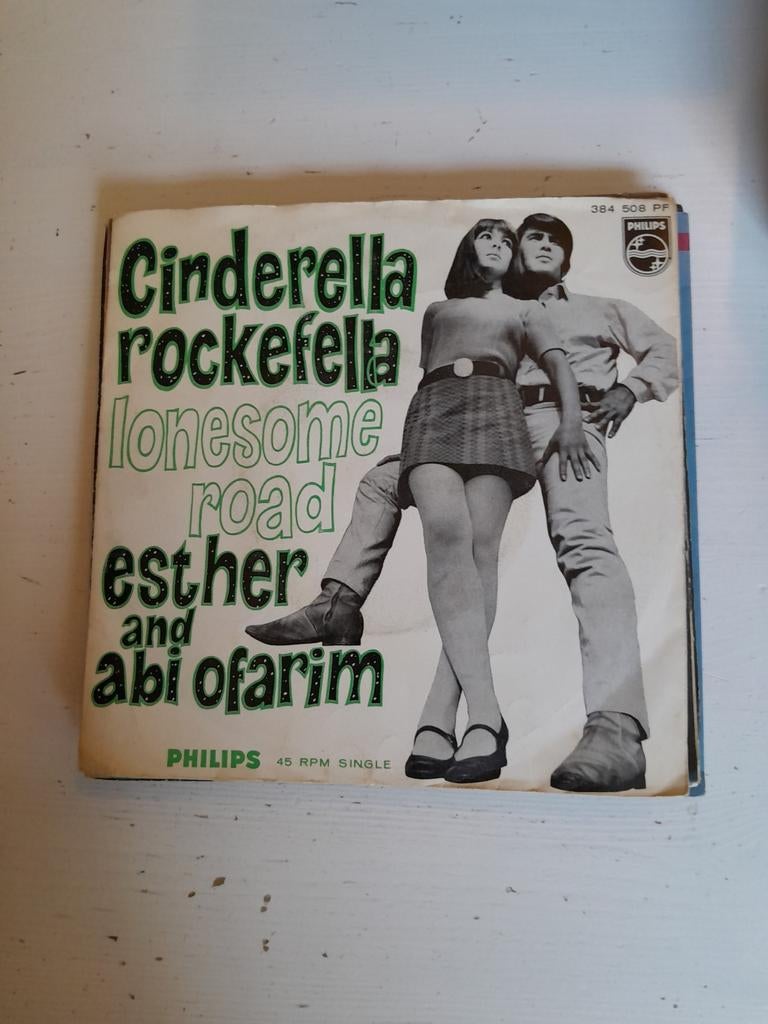 384 508 PF
PHILIPS
Cinderella
rockefella
lonesome
road
esther
and
abi ofarim
PHILIPS 45 RPM SINGLE